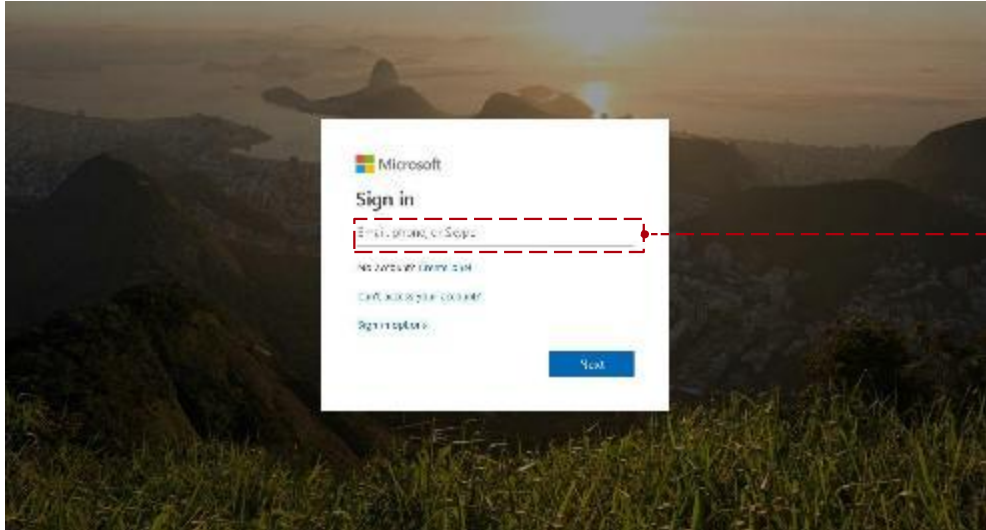 Microsoft
Sign in
Email, phone, or Skype
No account? Create one!
Can't access your account?
Sign-in options
Next